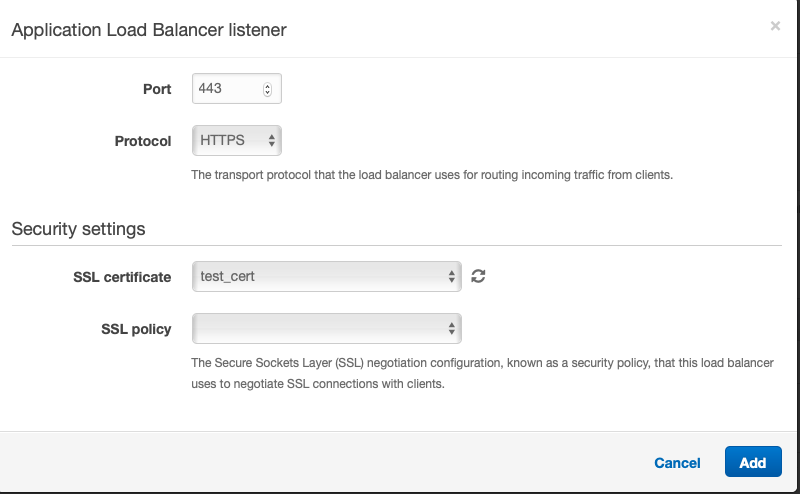 Application Load Balancer listener
×
Port 443
Protocol HTTPS
The transport protocol that the load balancer uses for routing incoming traffic from clients.
Security settings
SSL certificate test_cert
SSL policy
The Secure Sockets Layer (SSL) negotiation configuration, known as a security policy, that this load balancer
uses to negotiate SSL connections with clients.
Cancel Add